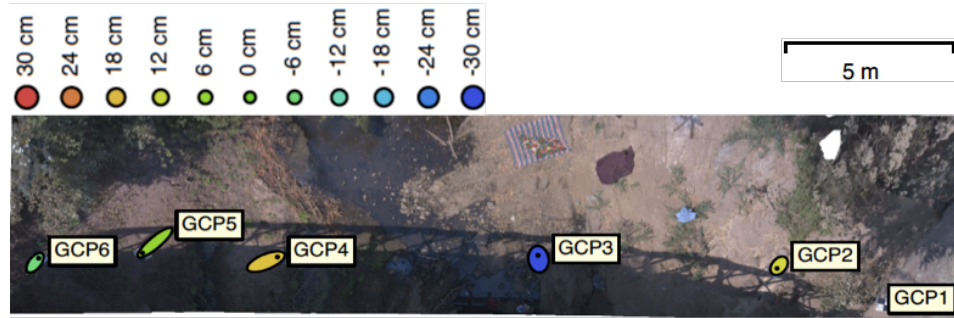 30 cm
24 cm
18 cm
12 cm
6 cm
0 cm
-6 cm
-12 cm
-18 cm
-24 cm
-30 cm
5 m
GCP5
GCP6
GCP4
GCP3
GCP2
GCP1